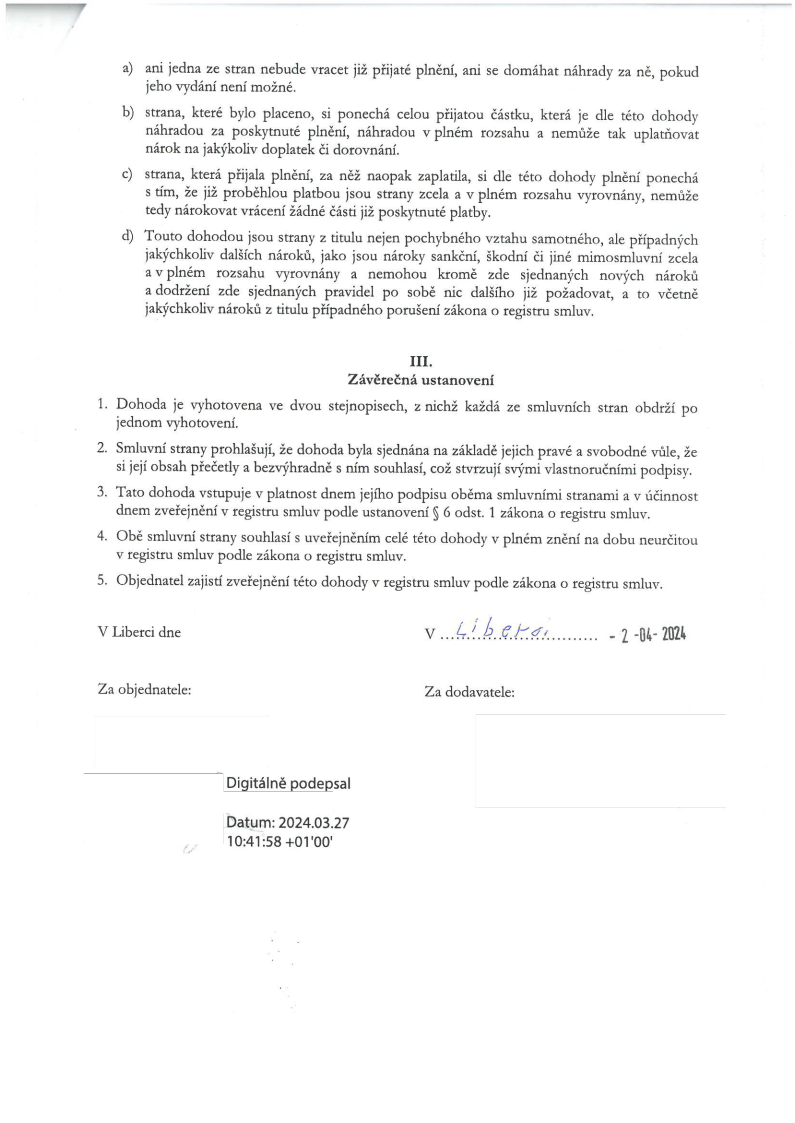 a) ani jedna ze stran nebude vracet již přijaté plnění, ani se domáhat náhrady za ně, pokud
jeho vydání není možné.
b) strana, které bylo placeno, si ponechá celou přijatou částku, která je dle této dohody
náhradou za poskytnuté plnění, náhradou v plném rozsahu a nemůže tak uplatňovat
nárok na jakýkoliv doplatek či dorovnání.
c) strana, která přijala plnění, za něž naopak zaplatila, si dle této dohody plnění ponechá
s tím, že již proběhlou platbou jsou strany zcela a v plném rozsahu vyrovnány, nemůže
tedy nárokovat vrácení žádné části již poskytnuté platby.
d) Touto dohodou jsou strany z titulu nejen pochybného vztahu samotného, ale případných
jakýchkoliv dalších nároků, jako jsou nároky sankční, škodní či jiné mimosmluvní zcela
a v plném rozsahu vyrovnány a nemohou kromě zde sjednaných nových nároků
a dodržení zde sjednaných pravidel po sobě nic dalšího již požadovat, a to včetně
jakýchkoliv nároků z titulu případného porušení zákona o registru smluv.
III.
Závěrečná ustanovení
1. Dohoda je vyhotovena ve dvou stejnopisech, z nichž každá ze smluvních stran obdrží po
jednom vyhotovení.
2. Smluvní strany prohlašují, že dohoda byla sjednána na základě jejich pravé a svobodné vůle, že
si její obsah přečetly a bezvýhradně s ním souhlasí, což stvrzují svými vlastnoručními podpisy.
3. Tato dohoda vstupuje v platnost dnem jejího podpisu oběma smluvními stranami a v účinnost
dnem zveřejnění v registru smluv podle ustanovení § 6 odst. 1 zákona o registru smluv.
4. Obě smluvní strany souhlasí s uveřejněním celé této dohody v plném znění na dobu neurčitou
v registru smluv podle zákona o registru smluv.
5. Objednatel zajistí zveřejnění této dohody v registru smluv podle zákona o registru smluv.
V Liberci dne
V Liberci - 2 -04- 2024
Za objednatele:
Za dodavatele:
Digitálně podepsal
Datum: 2024.03.27
10:41:58 +01'00'